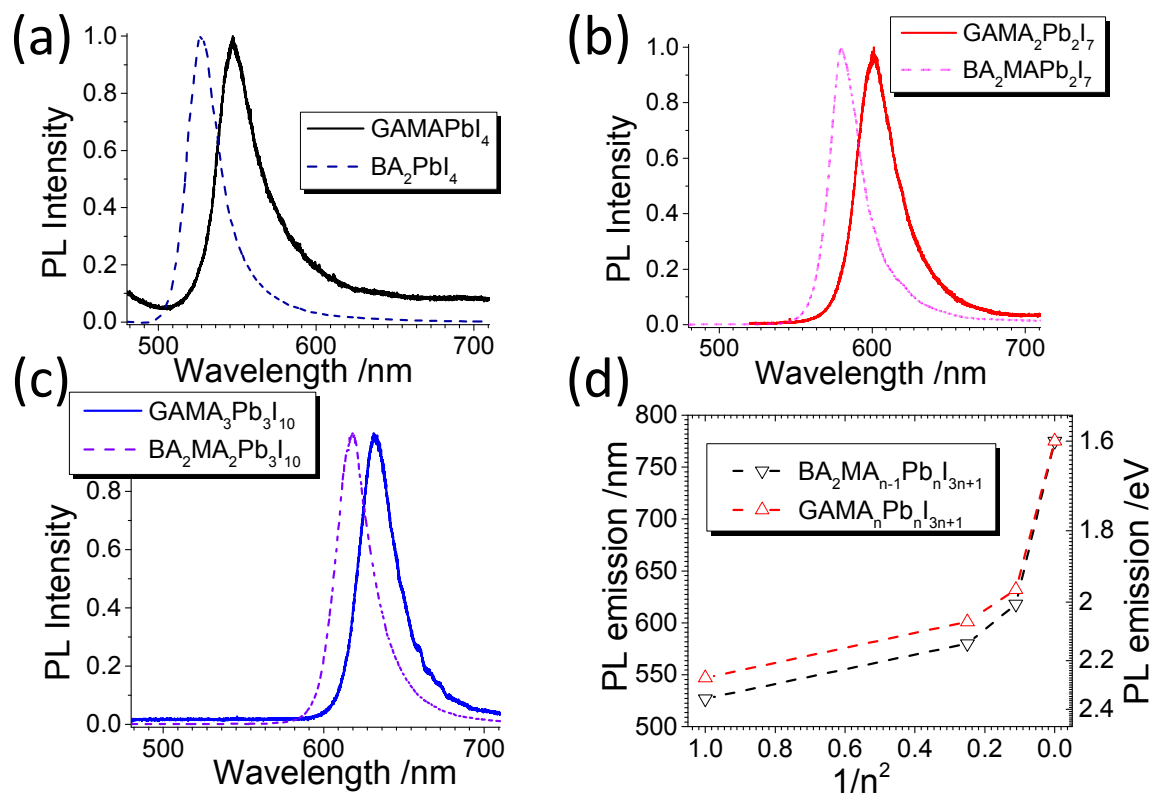 (a)
1.0
0.8
0.6
0.4
0.2
0.0
PL Intensity
GAMAPbI4
BA2PbI4
500
600
700
Wavelength /nm
(b)
1.0
0.8
0.6
0.4
0.2
0.0
PL Intensity
GAMA2Pb2I7
BA2MAPb2I7
500
600
700
Wavelength /nm
(c)
GAMA3Pb3I10
BA2MA2Pb3I10
0.8
0.6
0.4
0.2
0.0
PL Intensity
500
600
700
Wavelength /nm
(d)
800
750
700
650
600
550
500
PL emission /nm
BA2MAn-1PbnI3n+1
GAMAnPbnI3n+1
1.6
1.8
2
2.2
2.4
PL emission /eV
1.0
0.8
0.6
0.4
0.2
0.0
1/n²